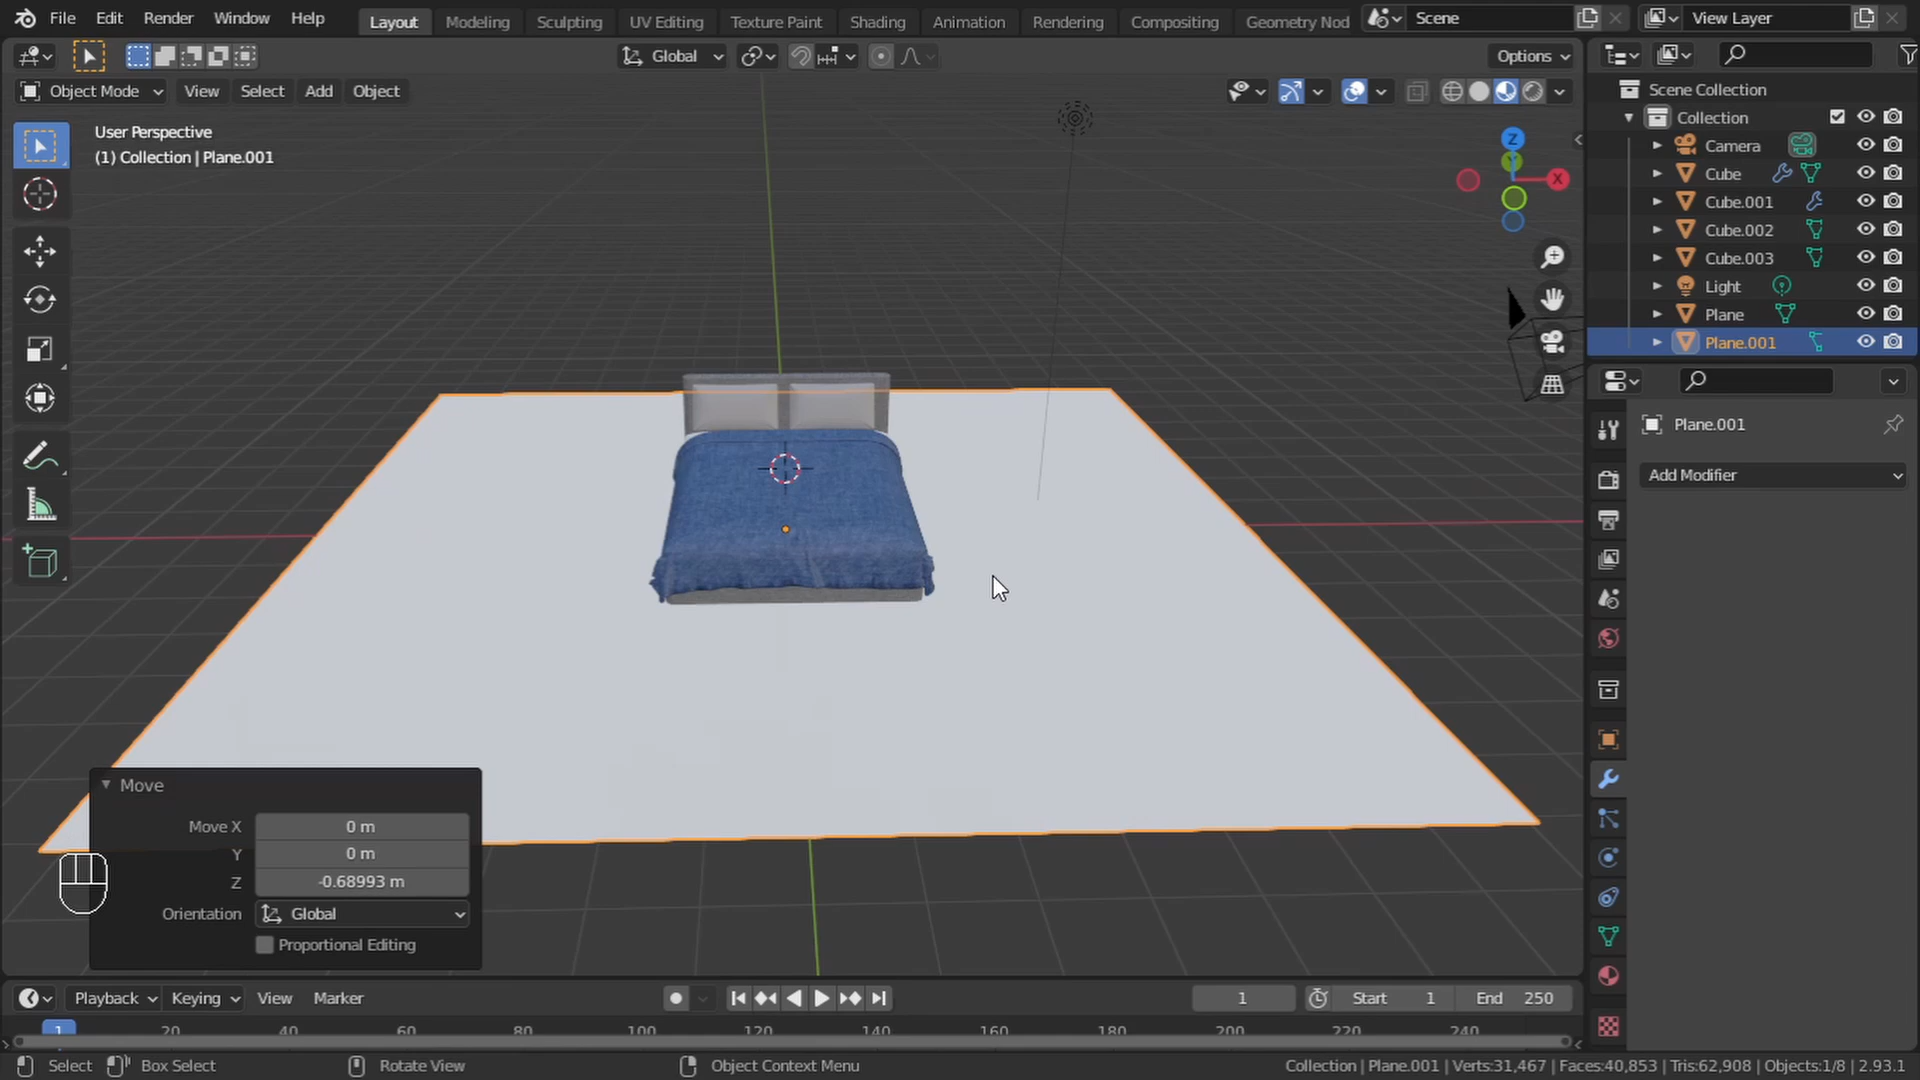 File Edit Render Window Help
Layout Modeling Sculpting UV Editing Texture Paint Shading Animation Rendering Compositing Geometry Nod
Scene
View Layer
Global
Options
Object Mode View Select Add Object
User Perspective
(1) Collection | Plane.001
Z
Y
X
Scene Collection
Collection
Camera
Cube
Cube.001
Cube.002
Cube.003
Light
Plane
Plane.001
Plane.001
Add Modifier
Move
Move X 0 m
Y 0 m
Z -0.68993 m
Orientation Global
Proportional Editing
Playback Keying View Marker
1
Start 1
End 250
1 20 40 60 80 100 120 140 160 180 200 220 240
Select Box Select Rotate View Object Context Menu
Collection | Plane.001 | Verts:31,467 | Faces:40,853 | Tris:62,908 | Objects:1/8 | 2.93.1